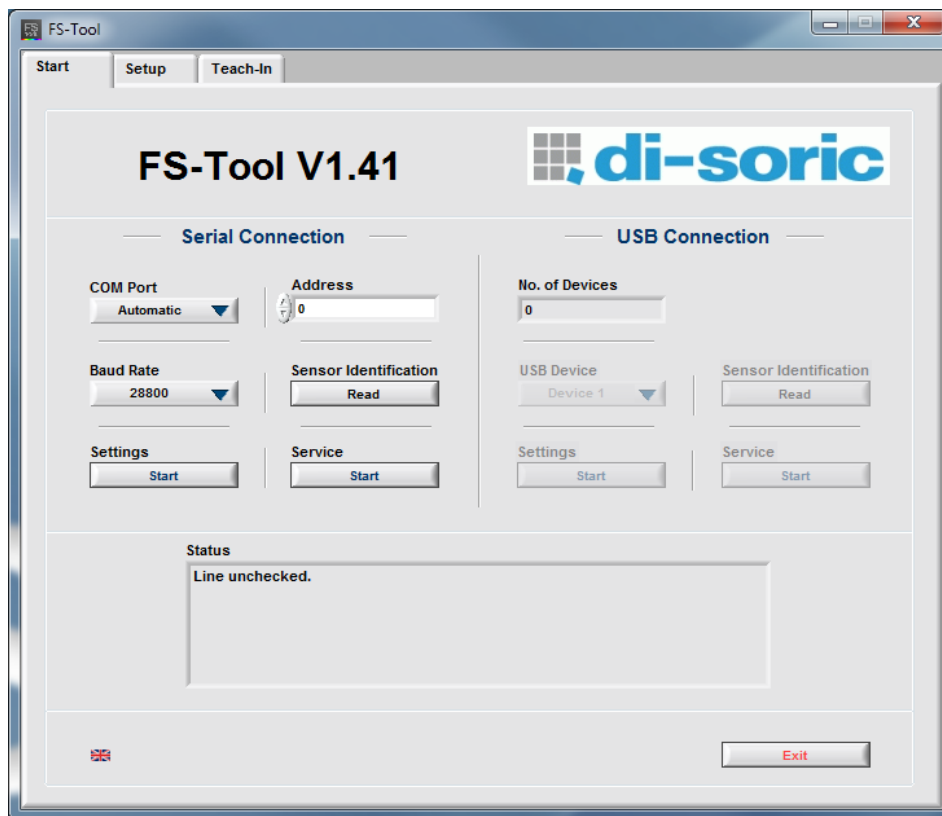 FS-Tool
Start Setup Teach-In
FS-Tool V1.41
di-soric
Serial Connection
COM Port
Automatic
Address
0
Baud Rate
28800
Sensor Identification
Read
Settings
Start
Service
Start
USB Connection
No. of Devices
0
USB Device
Device 1
Sensor Identification
Read
Settings
Start
Service
Start
Status
Line unchecked.
Exit